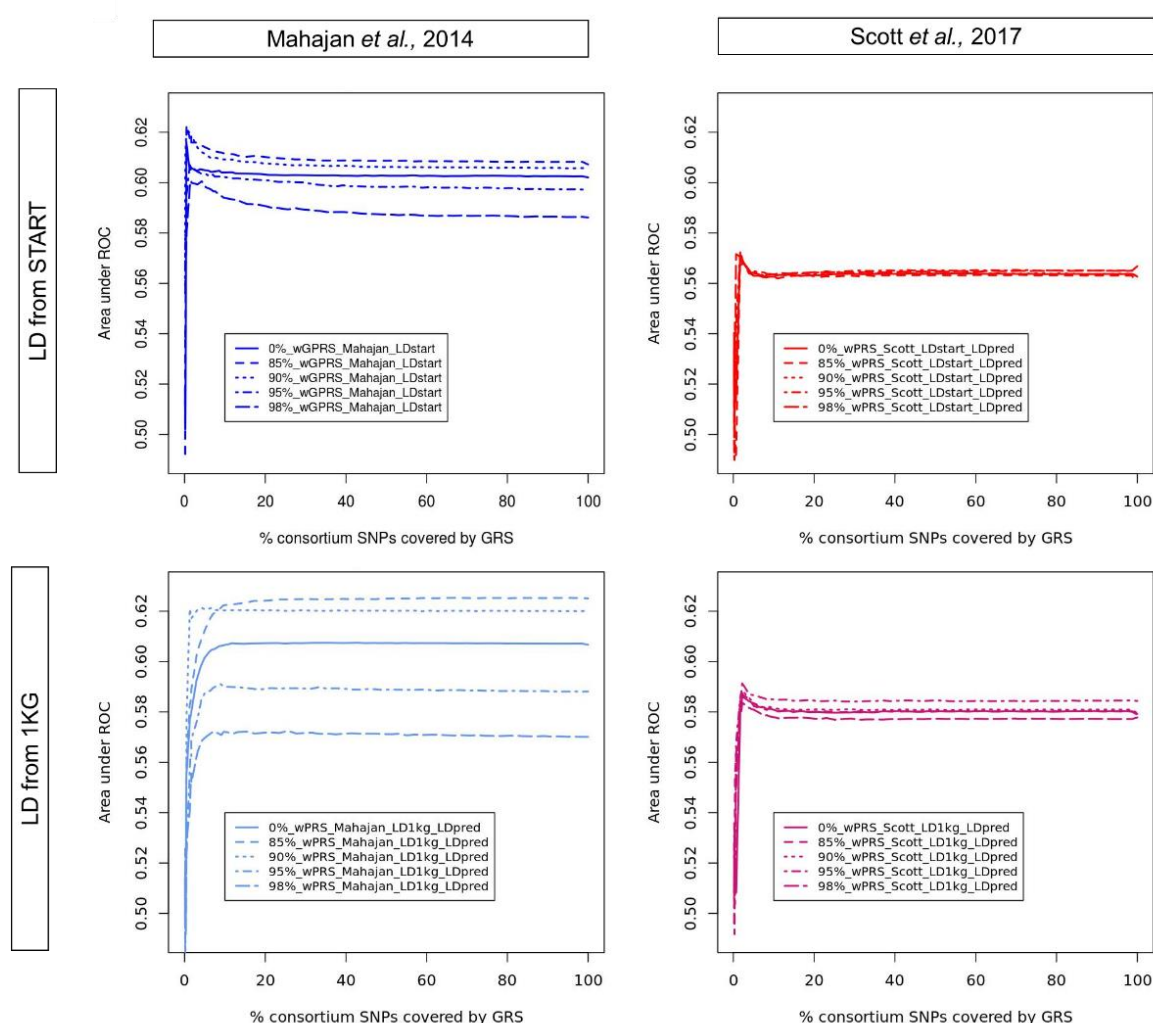 Mahajan et al., 2014
Scott et al., 2017
LD from START
Area under ROC
0.50 0.52 0.54 0.56 0.58 0.60 0.62
0%_wGPRS_Mahajan_LDstart
85%_wGPRS_Mahajan_LDstart
90%_wGPRS_Mahajan_LDstart
95%_wGPRS_Mahajan_LDstart
98%_wGPRS_Mahajan_LDstart
0 20 40 60 80 100
% consortium SNPs covered by GRS
Area under ROC
0.50 0.52 0.54 0.56 0.58 0.60 0.62
0%_wPRS_Scott_LDstart_LDpred
85%_wPRS_Scott_LDstart_LDpred
90%_wPRS_Scott_LDstart_LDpred
95%_wPRS_Scott_LDstart_LDpred
98%_wPRS_Scott_LDstart_LDpred
0 20 40 60 80 100
% consortium SNPs covered by GRS
LD from 1KG
Area under ROC
0.50 0.52 0.54 0.56 0.58 0.60 0.62
0%_wPRS_Mahajan_LD1kg_LDpred
85%_wPRS_Mahajan_LD1kg_LDpred
90%_wPRS_Mahajan_LD1kg_LDpred
95%_wPRS_Mahajan_LD1kg_LDpred
98%_wPRS_Mahajan_LD1kg_LDpred
0 20 40 60 80 100
% consortium SNPs covered by GRS
Area under ROC
0.50 0.52 0.54 0.56 0.58 0.60 0.62
0%_wPRS_Scott_LD1kg_LDpred
85%_wPRS_Scott_LD1kg_LDpred
90%_wPRS_Scott_LD1kg_LDpred
95%_wPRS_Scott_LD1kg_LDpred
98%_wPRS_Scott_LD1kg_LDpred
0 20 40 60 80 100
% consortium SNPs covered by GRS